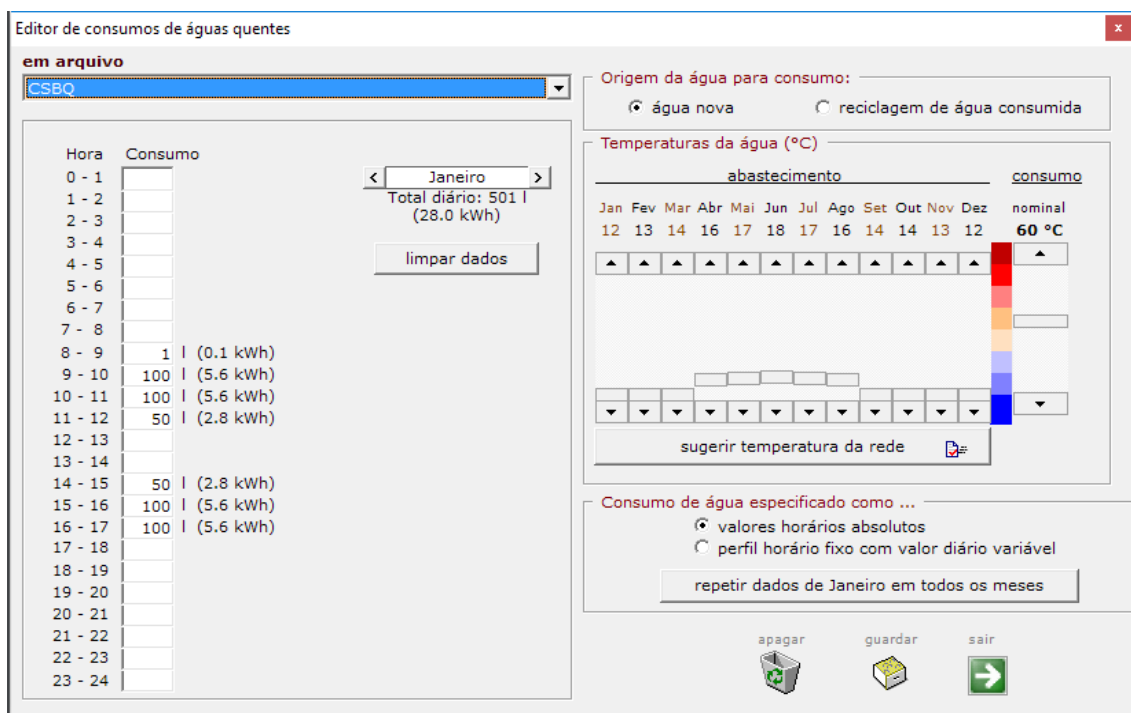 Editor de consumos de águas quentes
x
em arquivo
CSBQ
Hora Consumo
0 - 1
1 - 2
2 - 3
3 - 4
4 - 5
5 - 6
6 - 7
7 - 8
8 - 9 1 l (0.1 kWh)
9 - 10 100 l (5.6 kWh)
10 - 11 100 l (5.6 kWh)
11 - 12 50 l (2.8 kWh)
12 - 13
13 - 14
14 - 15 50 l (2.8 kWh)
15 - 16 100 l (5.6 kWh)
16 - 17 100 l (5.6 kWh)
17 - 18
18 - 19
19 - 20
20 - 21
21 - 22
22 - 23
23 - 24
< Janeiro >
Total diário: 501 l
(28.0 kWh)
limpar dados
Origem da água para consumo:
água nova reciclagem de água consumida
Temperaturas da água (°C)
abastecimento consumo
Jan Fev Mar Abr Mai Jun Jul Ago Set Out Nov Dez nominal
12 13 14 16 17 18 17 16 14 14 13 12 60 °C
sugerir temperatura da rede
Consumo de água especificado como ...
valores horários absolutos
perfil horário fixo com valor diário variável
repetir dados de Janeiro em todos os meses
apagar guardar sair